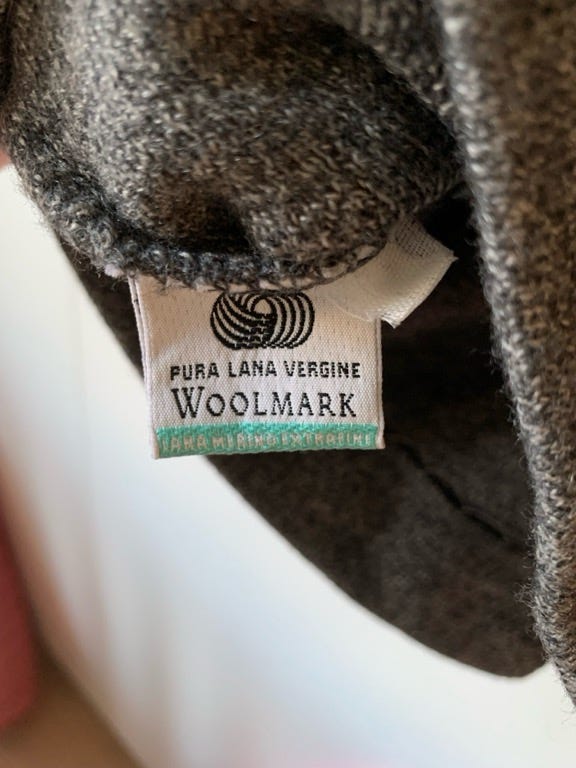 PURA LANA VERGINE
WOOLMARK
LANA MERINO EXTRAFINE